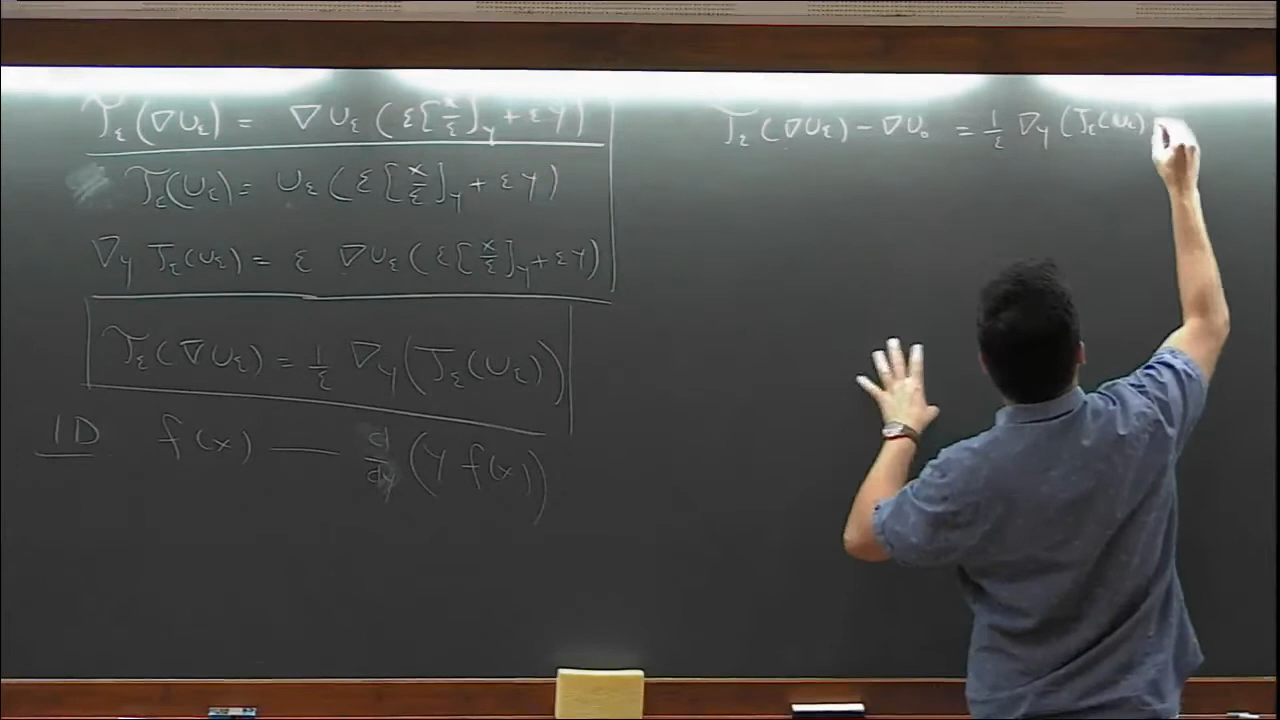 𝒯_ε(∇U_ε) = ∇U_ε(ε[x/ε]_Y + εY)
𝒯_ε(U_ε) = U_ε(ε[x/ε]_Y + εY)
∇_Y 𝒯_ε(U_ε) = ε ∇U_ε(ε[x/ε]_Y + εY)
𝒯_ε(∇U_ε) = 1/ε ∇_Y(𝒯_ε(U_ε))
1D f(x) — d/dy (Y f(x))
𝒯_ε(∇U_ε) - ∇U_0 = 1/ε ∇_Y (𝒯_ε(U_ε)